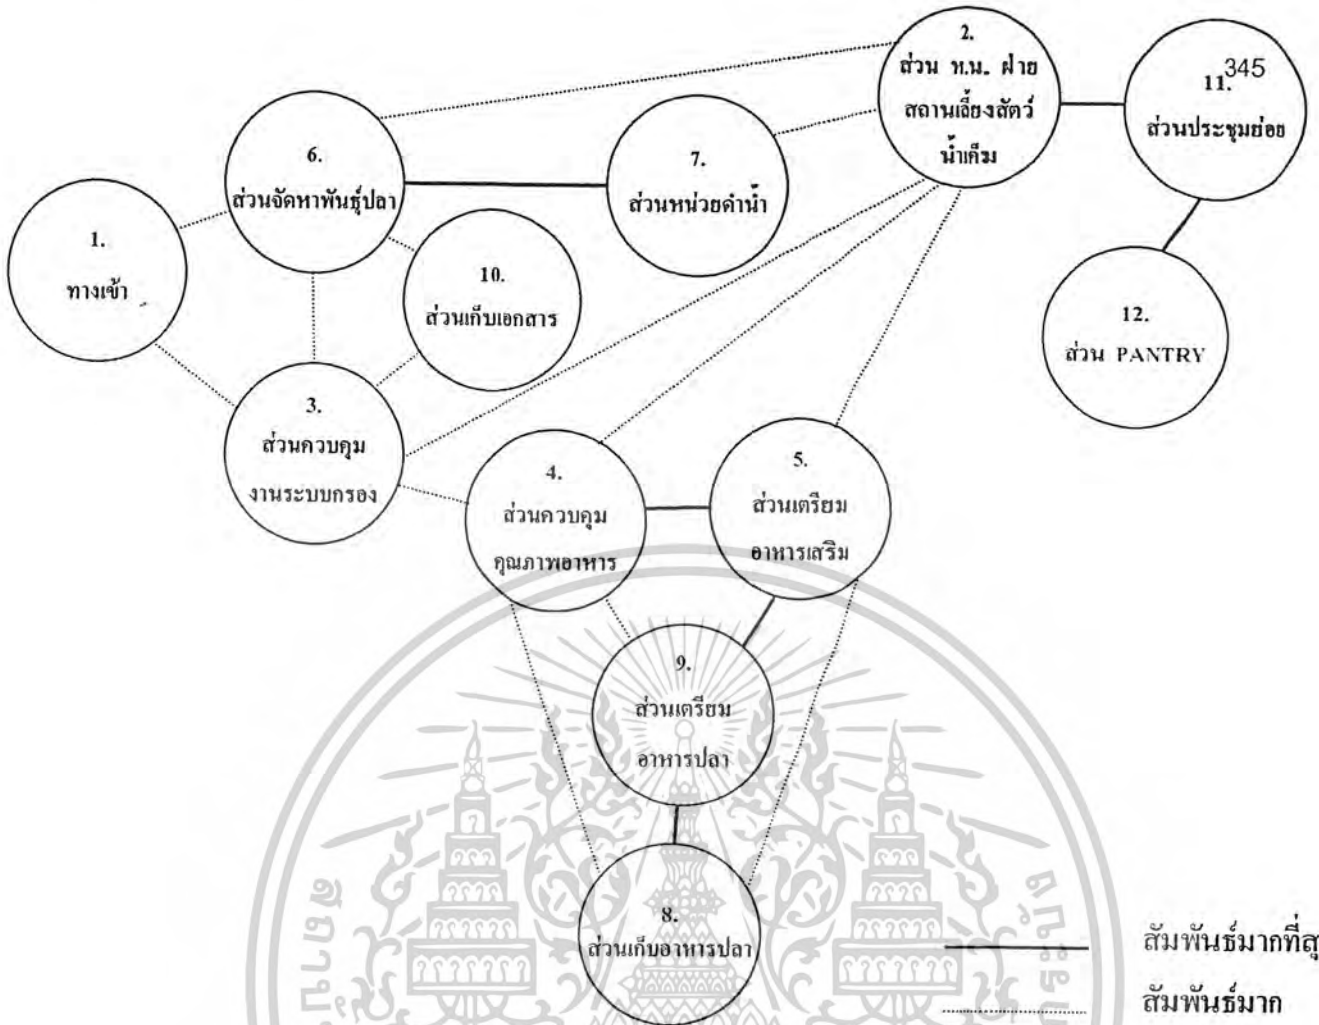 345
2.
ส่วน ห.น. ฝ่าย
สถานเลี้ยงสัตว์
น้ำเค็ม
11.
ส่วนประชุมย่อย
6.
ส่วนจัดหาพันธุ์ปลา
7.
ส่วนหน่วยดำน้ำ
1.
ทางเข้า
10.
ส่วนเก็บเอกสาร
12.
ส่วน PANTRY
3.
ส่วนควบคุม
งานระบบกรอง
4.
ส่วนควบคุม
คุณภาพอาหาร
5.
ส่วนเตรียม
อาหารเสริม
9.
ส่วนเตรียม
อาหารปลา
8.
ส่วนเก็บอาหารปลา
สัมพันธ์มากที่สุ
สัมพันธ์มาก